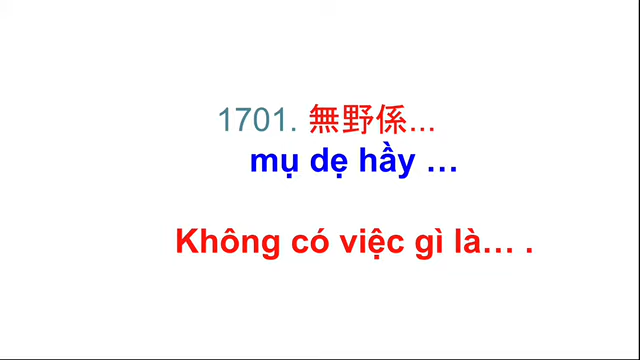 1701. 無野係...
mụ dẹ hầy …
Không có việc gì là… .